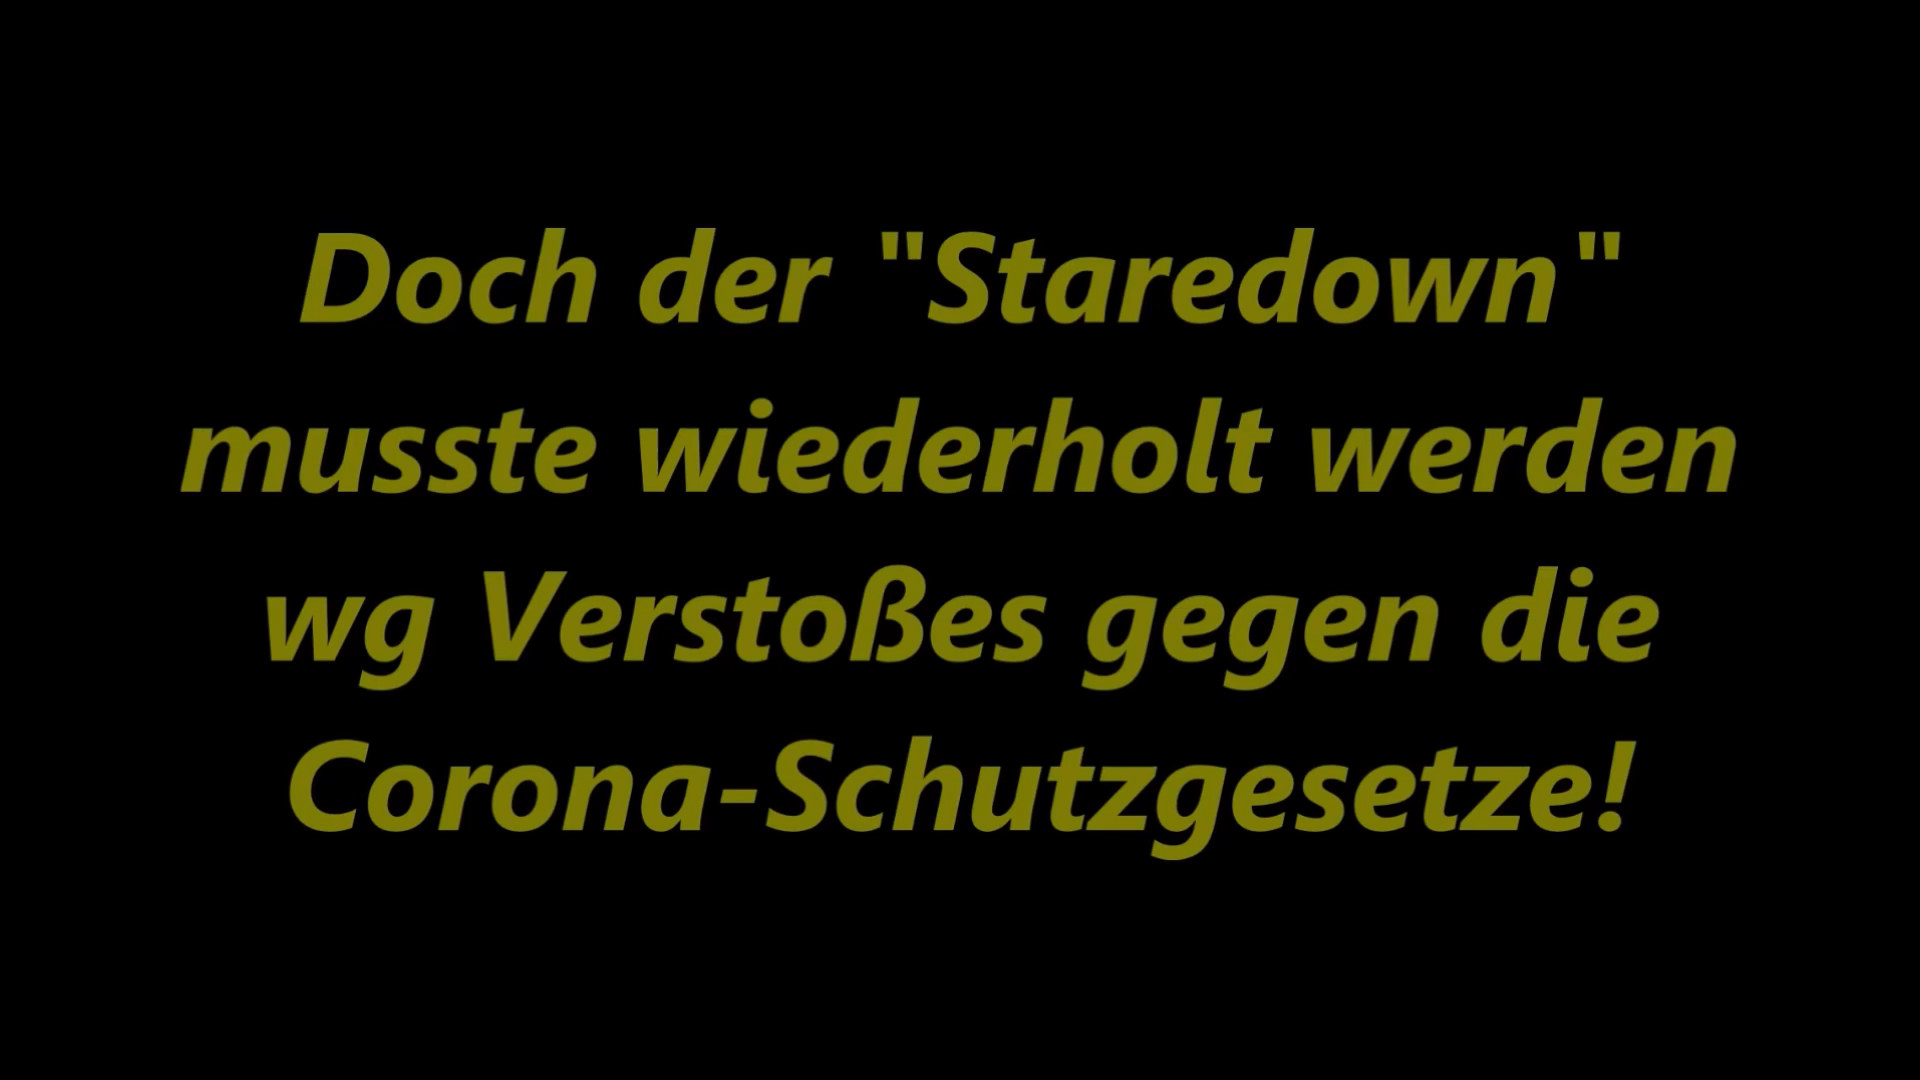 Doch der "Staredown"
musste wiederholt werden
wg Verstoßes gegen die
Corona-Schutzgesetze!